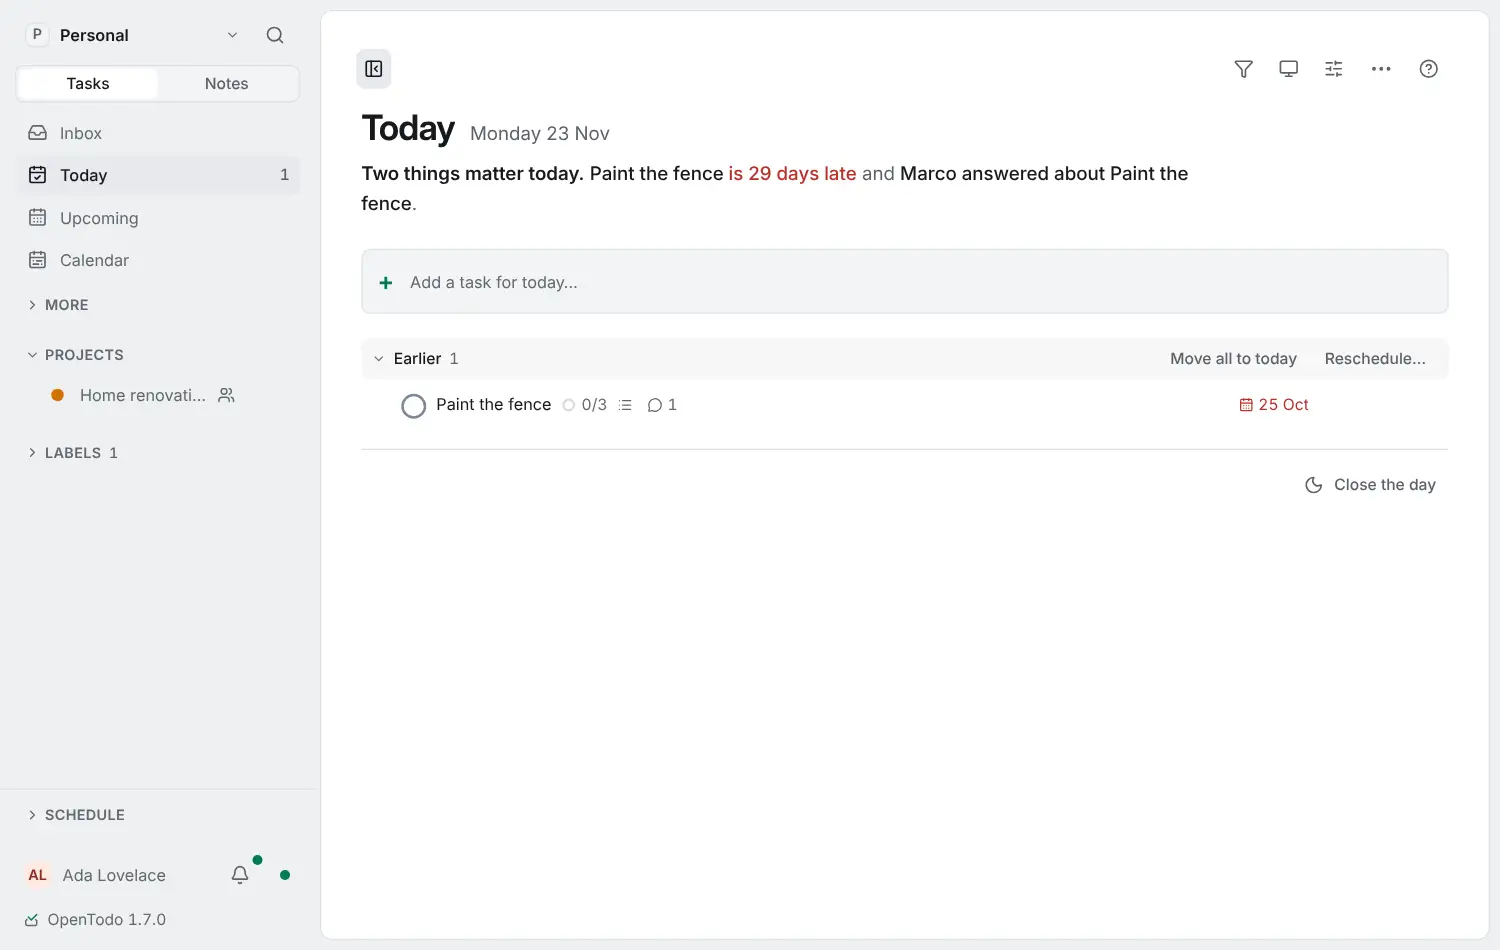 P Personal
Tasks Notes
Inbox
Today 1
Upcoming
Calendar
MORE
PROJECTS
Home renovati...
LABELS 1
SCHEDULE
AL Ada Lovelace
OpenTodo 1.7.0
Today Monday 23 Nov
Two things matter today. Paint the fence is 29 days late and Marco answered about Paint the
fence.
+ Add a task for today...
Earlier 1 Move all to today Reschedule...
Paint the fence 0/3 1 25 Oct
Close the day